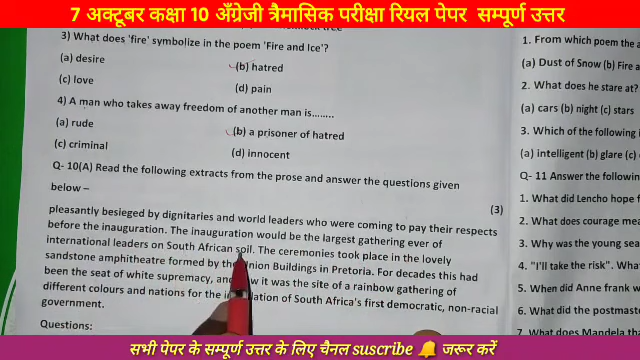 7 अक्टूबर कक्षा 10 अँग्रेजी त्रैमासिक परीक्षा रियल पेपर सम्पूर्ण उत्तर
3) What does 'fire' symbolize in the poem 'Fire and Ice'?
(a) desire
(b) hatred
(c) love
(d) pain
4) A man who takes away freedom of another man is........
(a) rude
(b) a prisoner of hatred
(c) criminal
(d) innocent
Q- 10(A) Read the following extracts from the prose and answer the questions given
below –
(3)
pleasantly besieged by dignitaries and world leaders who were coming to pay their respects
before the inauguration. The inauguration would be the largest gathering ever of
international leaders on South African soil. The ceremonies took place in the lovely
sandstone amphitheatre formed by the Union Buildings in Pretoria. For decades this had
been the seat of white supremacy, and it was the site of a rainbow gathering of
different colours and nations for the of South Africa's first democratic, non-racial
government.
Questions:
1. From which poem the
(a) Dust of Snow (b) Fire
2. What does he stare at?
(a) cars (b) night (c) stars
3. Which of the following
(a) intelligent (b) glare (c)
Q- 11 Answer the
1. What did Lencho hope
2. What does courage
3. Why was the young
4. "I'll take the risk".
5. When did Anne frank
6. What did the
7. What does Mandela
सभी पेपर के सम्पूर्ण उत्तर के लिए चैनल suscribe 🔔 जरूर करें